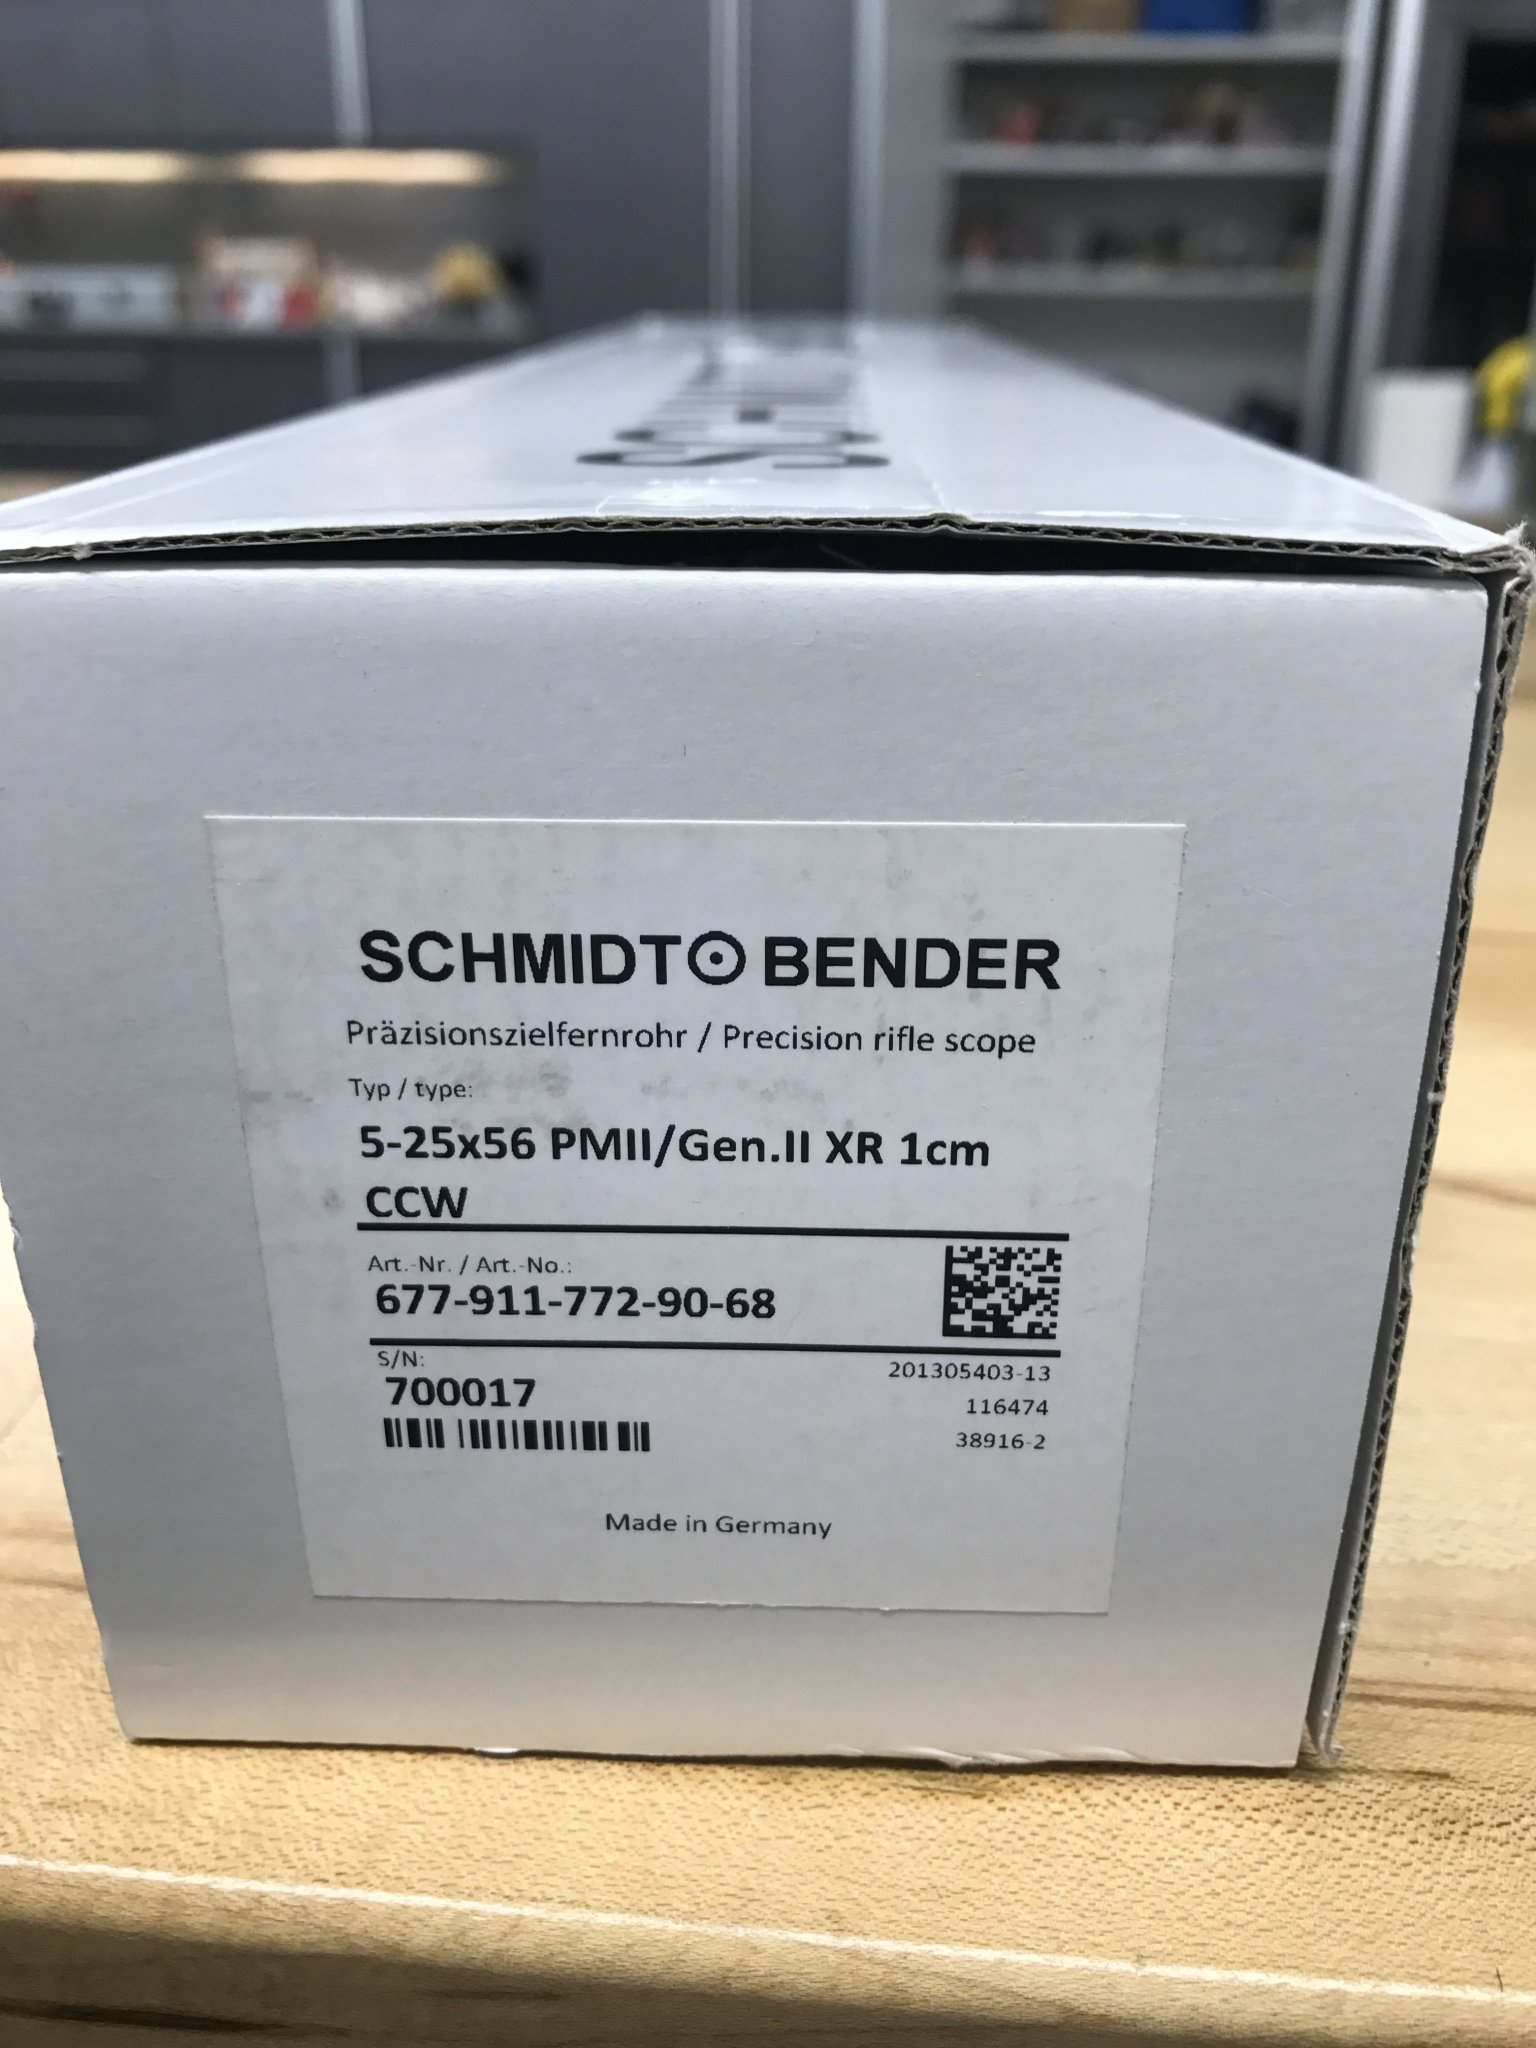 SCHMIDT BENDER
Präzisionszielfernrohr / Precision rifle scope
Typ / type:
5-25x56 PMII/Gen.II XR 1cm
CCW
Art.-Nr. / Art.-No.:
677-911-772-90-68
S/N:
700017
201305403-13
116474
38916-2
Made in Germany